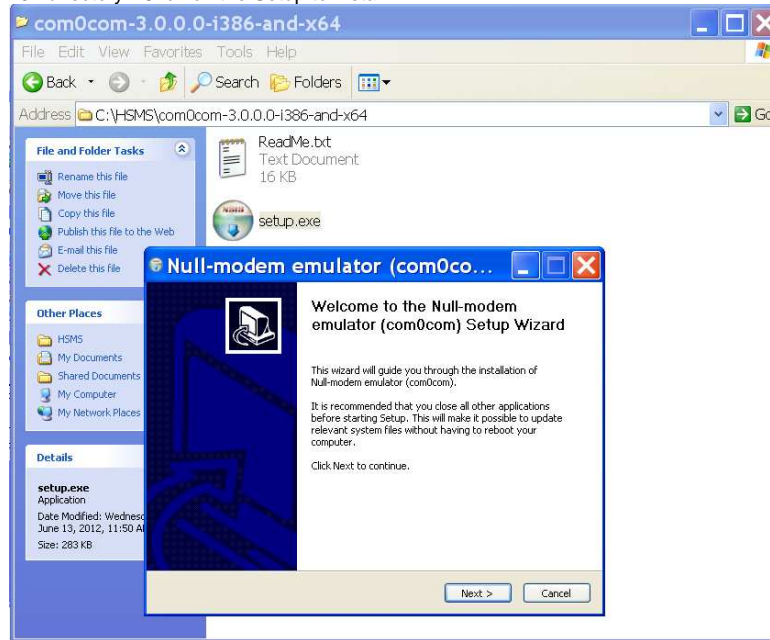 com0com-3.0.0.0-i386-and-x64
File Edit View Favorites Tools Help
Back Search Folders
Address C:\HSMS\com0com-3.0.0.0-i386-and-x64 Go
File and Folder Tasks
Rename this file
Move this file
Copy this file
Publish this file to the Web
E-mail this file
Delete this file
Other Places
HSMS
My Documents
Shared Documents
My Computer
My Network Places
Details
setup.exe
Application
Date Modified: Wednesd
June 13, 2012, 11:50 A
Size: 283 KB
ReadMe.txt
Text Document
16 KB
setup.exe
Null-modem emulator (com0co...
Welcome to the Null-modem
emulator (com0com) Setup Wizard
This wizard will guide you through the installation of
Null-modem emulator (com0com).
It is recommended that you close all other applications
before starting Setup. This will make it possible to update
relevant system files without having to reboot your
computer.
Click Next to continue.
Next >
Cancel